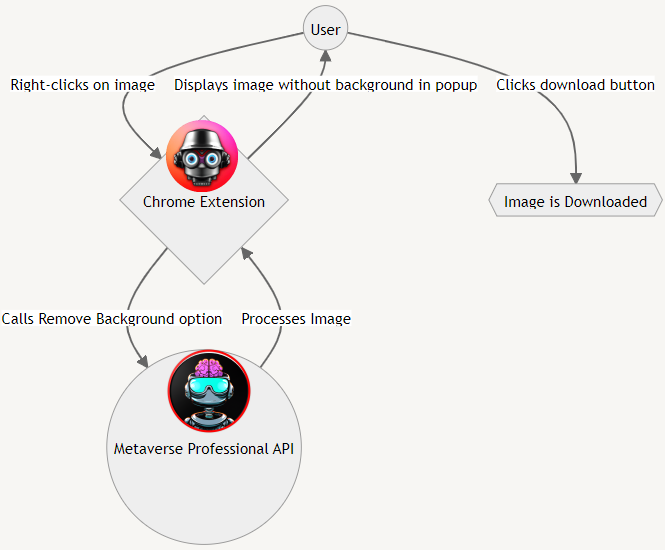 User
Right-clicks on image
Displays image without background in popup
Clicks download button
Chrome Extension
Image is Downloaded
Calls Remove Background option
Processes Image
Metaverse Professional API